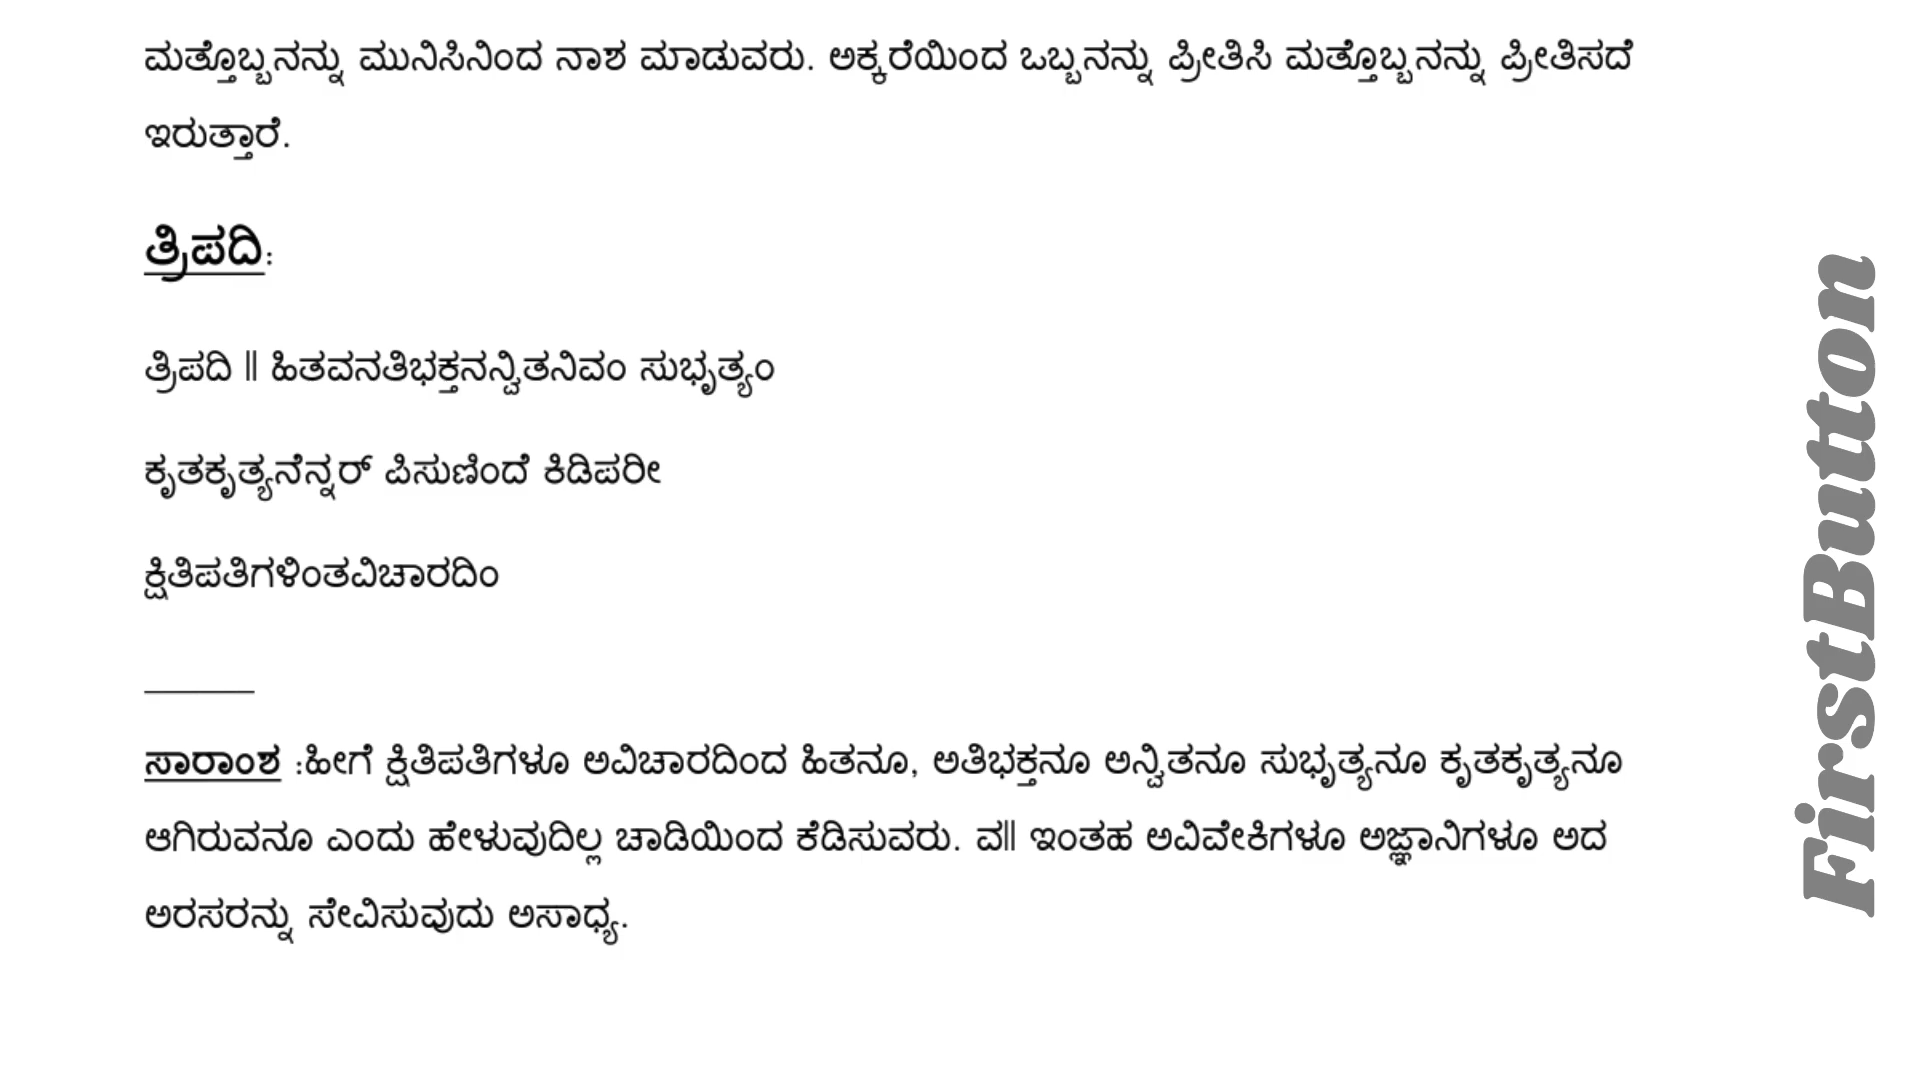 ಮತ್ತೊಬ್ಬನನ್ನು ಮುನಿಸಿನಿಂದ ನಾಶ ಮಾಡುವರು. ಅಕ್ಕರೆಯಿಂದ ಒಬ್ಬನನ್ನು ಪ್ರೀತಿಸಿ ಮತ್ತೊಬ್ಬನನ್ನು ಪ್ರೀತಿಸದೆ
ಇರುತ್ತಾರೆ.
ತ್ರಿಪದಿ:
ತ್ರಿಪದಿ || ಹಿತವನತಿಭಕ್ತನನ್ವಿತನಿವಂ ಸುಭೃತ್ಯಂ
ಕೃತಕೃತ್ಯನೆನ್ನರ್ ಪಿಸುಣಿಂದೆ ಕಿಡಿಪರೀ
ಕ್ಷಿತಿಪತಿಗಳಿಂತವಿಚಾರದಿಂ
ಸಾರಾಂಶ :ಹೀಗೆ ಕ್ಷಿತಿಪತಿಗಳೂ ಅವಿಚಾರದಿಂದ ಹಿತನೂ, ಅತಿಭಕ್ತನೂ ಅನ್ವಿತನೂ ಸುಭೃತ್ಯನೂ ಕೃತಕೃತ್ಯನೂ
ಆಗಿರುವನೂ ಎಂದು ಹೇಳುವುದಿಲ್ಲ ಚಾಡಿಯಿಂದ ಕೆಡಿಸುವರು. ವ|| ಇಂತಹ ಅವಿವೇಕಿಗಳೂ ಅಜ್ಞಾನಿಗಳೂ ಅದ
ಅರಸರನ್ನು ಸೇವಿಸುವುದು ಅಸಾಧ್ಯ.
FirstButton